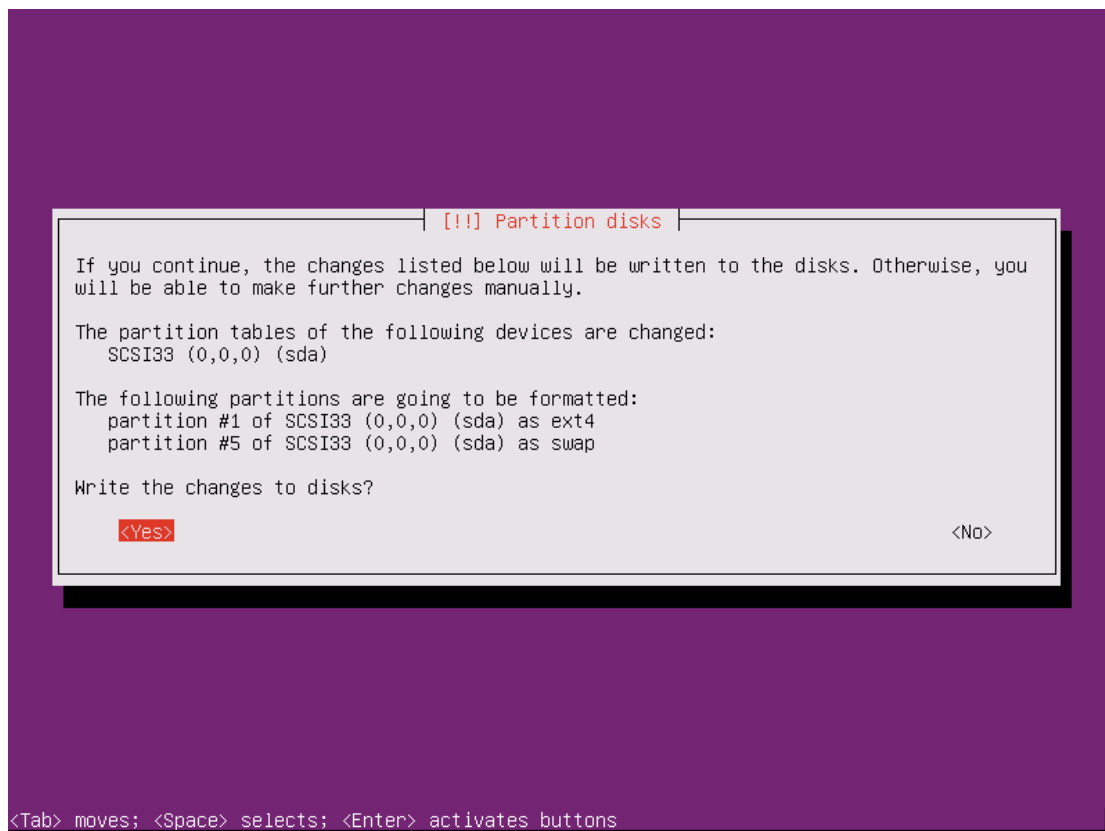 [!!] Partition disks
If you continue, the changes listed below will be written to the disks. Otherwise, you
will be able to make further changes manually.
The partition tables of the following devices are changed:
SCSI33 (0,0,0) (sda)
The following partitions are going to be formatted:
partition #1 of SCSI33 (0,0,0) (sda) as ext4
partition #5 of SCSI33 (0,0,0) (sda) as swap
Write the changes to disks?
<Yes> <No>
<Tab> moves; <Space> selects; <Enter> activates buttons